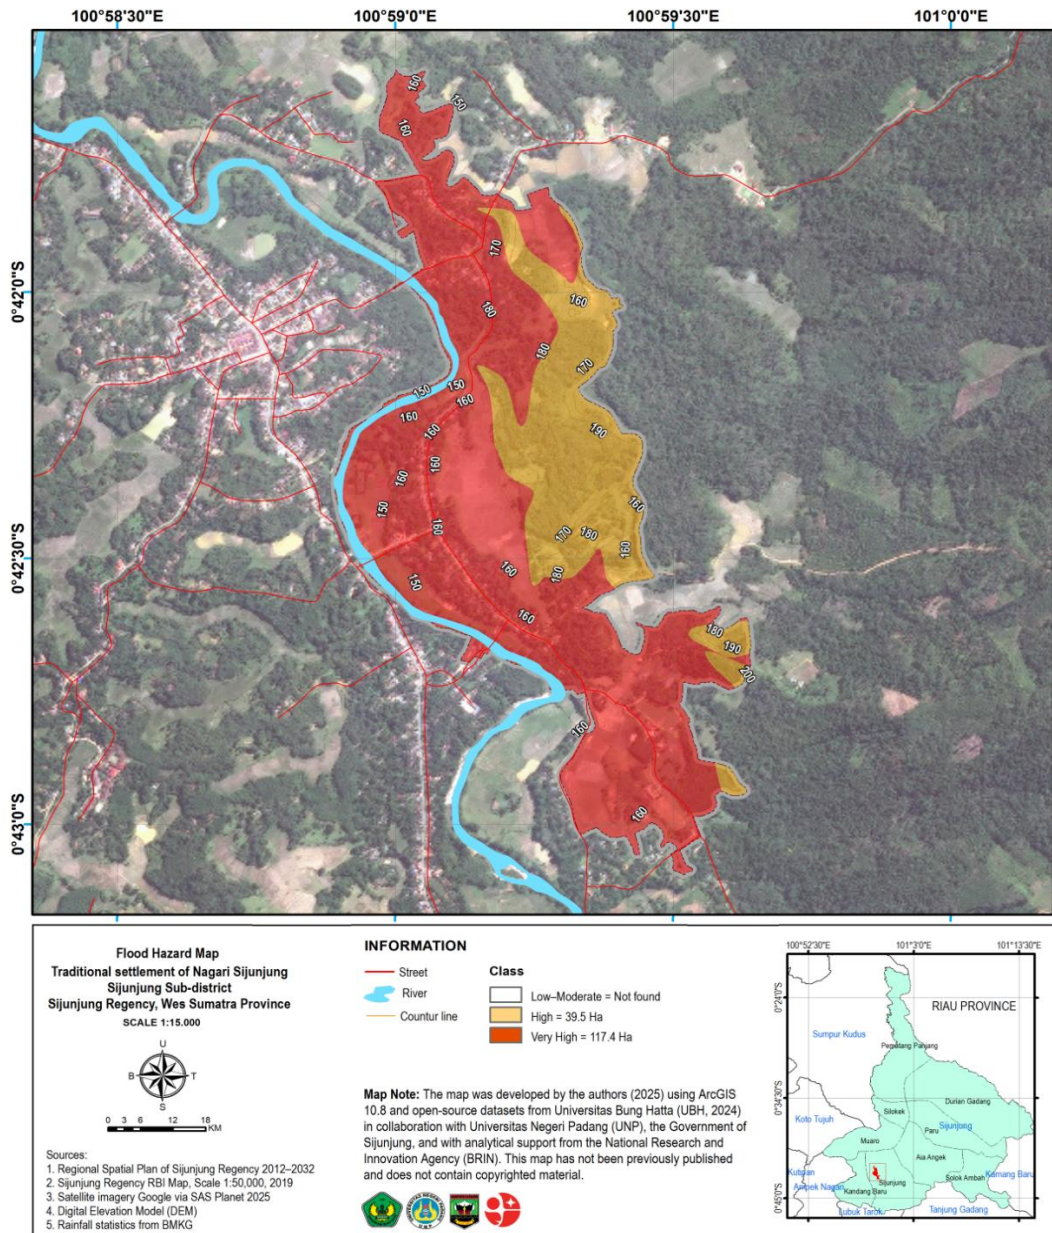 100°58'30"E 100°59'0"E 100°59'30"E 101°0'0"E
0°42'0"S
0°42'30"S
0°43'0"S
160
150
160
170
160
180
180
170
150
150
160
160
190
160
160
160
150
160
190
170
180
160
160
180
150
160
180
190
200
160
160
Flood Hazard Map
Traditional settlement of Nagari Sijunjung
Sijunjung Sub-district
Sijunjung Regency, Wes Sumatra Province
SCALE 1:15.000
U
B T
S
0 3 6 12 18
KM
Sources:
1. Regional Spatial Plan of Sijunjung Regency 2012–2032
2. Sijunjung RBI Map, Scale 1:50,000, 2019
3. Satellite imagery Google via SAS Planet 2025
4. Digital Elevation Model (DEM)
5. Rainfall statistics from BMKG
INFORMATION
Street
River
Countur line
Class
Low–Moderate = Not found
High = 39.5 Ha
Very High = 117.4 Ha
Map Note: The map was developed by the authors (2025) using ArcGIS
10.8 and open-source datasets from Universitas Bung Hatta (UBH, 2024)
in collaboration with Universitas Negeri Padang (UNP), the Government of
Sijunjung, and with analytical support from the National Research and
Innovation Agency (BRIN). This map has not been previously published
and does not contain copyrighted material.
100°52'30"E 101°3'0"E 101°13'30"E
0°24'0"S
0°34'30"S
0°45'0"S
RIAU PROVINCE
Sumpur Kudus
Pematang Panjang
Durian Gadang
Silokek
Koto Tujuh
Sijunjung
Paru
Muaro
Aia Angek
Kamang Baru
Solok Ambah
Sijunjung
Ampek Nagari
Kandang Baru
Lubuk Tarok
Tanjung Gadang